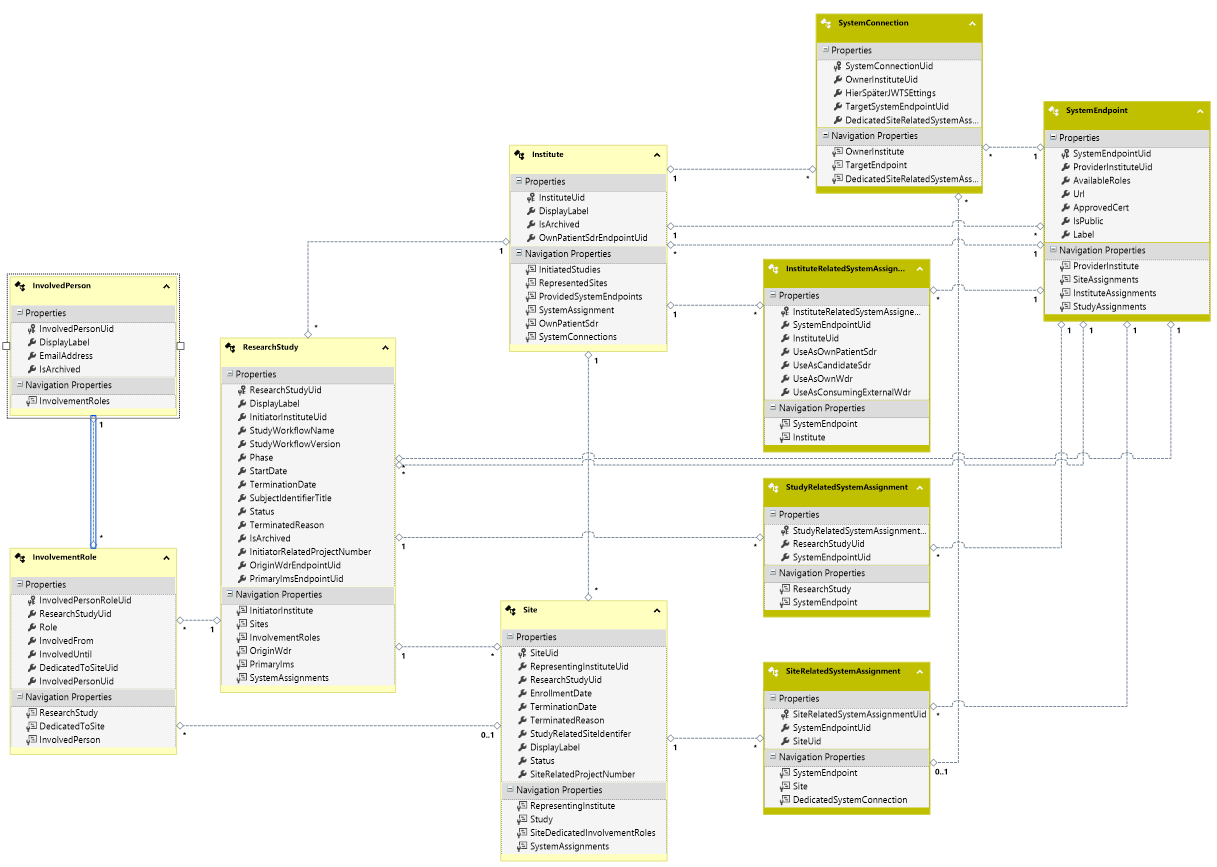 SystemConnection
Properties
SystemConnectionUid
OwnerInstituteUid
HierSpäterJWTSEttings
TargetSystemEndpointUid
DedicatedSiteRelatedSystemAss...
Navigation Properties
OwnerInstitute
TargetEndpoint
DedicatedSiteRelatedSystemAss...
SystemEndpoint
Properties
SystemEndpointUid
ProviderInstituteUid
AvailableRoles
Url
ApprovedCert
IsPublic
Label
Navigation Properties
ProviderInstitute
SiteAssignments
InstituteAssignments
StudyAssignments
Institute
Properties
InstituteUid
DisplayLabel
IsArchived
OwnPatientSdrEndpointUid
Navigation Properties
InitiatedStudies
RepresentedSites
ProvidedSystemEndpoints
SystemAssignment
OwnPatientSdr
SystemConnections
InstituteRelatedSystemAssign...
Properties
InstituteRelatedSystemAssigne...
SystemEndpointUid
InstituteUid
UseAsOwnPatientSdr
UseAsCandidateSdr
UseAsOwnWdr
UseAsConsumingExternalWdr
Navigation Properties
SystemEndpoint
Institute
InvolvedPerson
Properties
InvolvedPersonUid
DisplayLabel
EmailAddress
IsArchived
Navigation Properties
InvolvementRoles
ResearchStudy
Properties
ResearchStudyUid
DisplayLabel
InitiatorInstituteUid
StudyWorkflowName
StudyWorkflowVersion
Phase
StartDate
TerminationDate
SubjectIdentifierTitle
Status
TerminatedReason
IsArchived
InitiatorRelatedProjectNumber
OriginWdrEndpointUid
PrimaryImsEndpointUid
Navigation Properties
InitiatorInstitute
Sites
InvolvementRoles
OriginWdr
PrimaryIms
SystemAssignments
StudyRelatedSystemAssignment
Properties
StudyRelatedSystemAssignment...
ResearchStudyUid
SystemEndpointUid
Navigation Properties
ResearchStudy
SystemEndpoint
InvolvementRole
Properties
InvolvedPersonRoleUid
ResearchStudyUid
Role
InvolvedFrom
InvolvedUntil
DedicatedToSiteUid
InvolvedPersonUid
Navigation Properties
ResearchStudy
DedicatedToSite
InvolvedPerson
Site
Properties
SiteUid
RepresentingInstituteUid
ResearchStudyUid
EnrollmentDate
TerminationDate
TerminatedReason
StudyRelatedSiteIdentifer
DisplayLabel
Status
SiteRelatedProjectNumber
Navigation Properties
RepresentingInstitute
Study
SiteDedicatedInvolvementRoles
SystemAssignments
SiteRelatedSystemAssignment
Properties
SiteRelatedSystemAssignmentUid
SystemEndpointUid
SiteUid
Navigation Properties
SystemEndpoint
Site
DedicatedSystemConnection
1
*
*
1
1
*
*
1
1
*
*
1
1
*
*
1
*
1
1
1
1
1
*
*
1
*
*
1
*
1
*
*
1
*
*
0..1
1
*
*
0..1